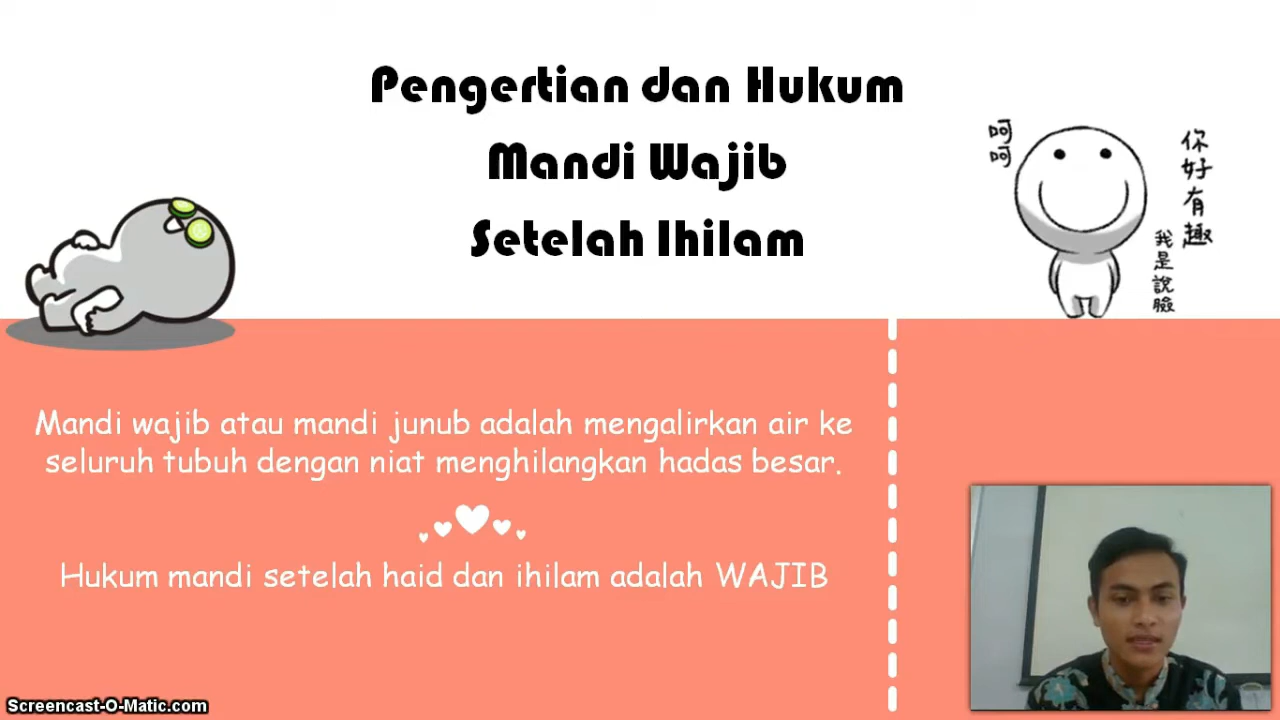 Pengertian dan Hukum
Mandi Wajib
Setelah Ihilam
呵呵
你好有趣
我是說臉
Mandi wajib atau mandi junub adalah mengalirkan air ke
seluruh tubuh dengan niat menghilangkan hadas besar.
Hukum mandi setelah haid dan ihilam adalah WAJIB
Screencast-O-Matic.com